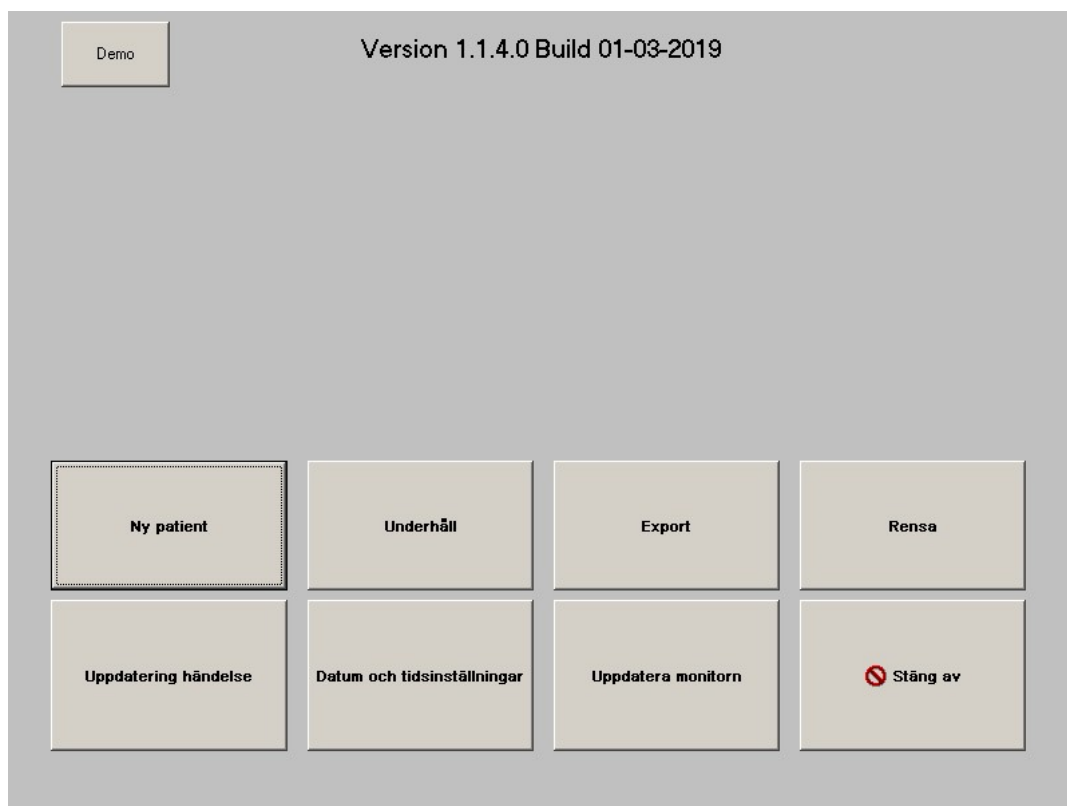 Demo
Version 1.1.4.0 Build 01-03-2019
Ny patient
Underhåll
Export
Rensa
Uppdatering händelse
Datum och tidsinställningar
Uppdatera monitorn
Stäng av